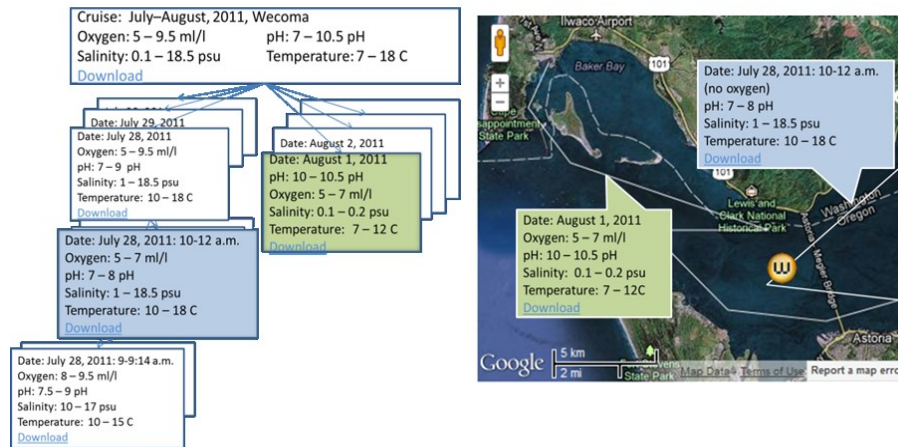 Cruise: July–August, 2011, Wecoma
Oxygen: 5 – 9.5 ml/l pH: 7 – 10.5 pH
Salinity: 0.1 – 18.5 psu Temperature: 7 – 18 C
Download
Date: July 29, 2011
July 28, 2011
Oxygen: 5 – 9.5 ml/l
pH: 7 – 9 pH
Salinity: 1 – 18.5 psu
Temperature: 10 – 18 C
Download
Date: August 2, 2011
Date: August 1, 2011
pH: 10 – 10.5 pH
Oxygen: 5 – 7 ml/l
Salinity: 0.1 – 0.2 psu
Temperature: 7 – 12 C
Download
Date: July 28, 2011: 10-12 a.m.
Oxygen: 5 – 7 ml/l
pH: 7 – 8 pH
Salinity: 1 – 18.5 psu
Temperature: 10 – 18 C
Download
Date: July 28, 2011: 9-9:14 a.m.
Oxygen: 8 – 9.5 ml/l
pH: 7.5 – 9 pH
Salinity: 10 – 17 psu
Temperature: 10 – 15 C
Download
Ilwaco Airport
Baker Bay
101
101
Disappointment
State Park
Date: July 28, 2011: 10-12 a.m.
(no oxygen)
pH: 7 – 8 pH
Salinity: 1 – 18.5 psu
Temperature: 10 – 18 C
Download
101
Lewis and
Clark National
Historical Park
Washington
Oregon
Astoria Megler Bridge
W
Astoria
Date: August 1, 2011
Oxygen: 5 – 7 ml/l
pH: 10 – 10.5 pH
Salinity: 0.1 – 0.2 psu
Temperature: 7 – 12C
Download
Google
5 km
2 mi
State Park
Map Data
Terms of Use
Report a map erro